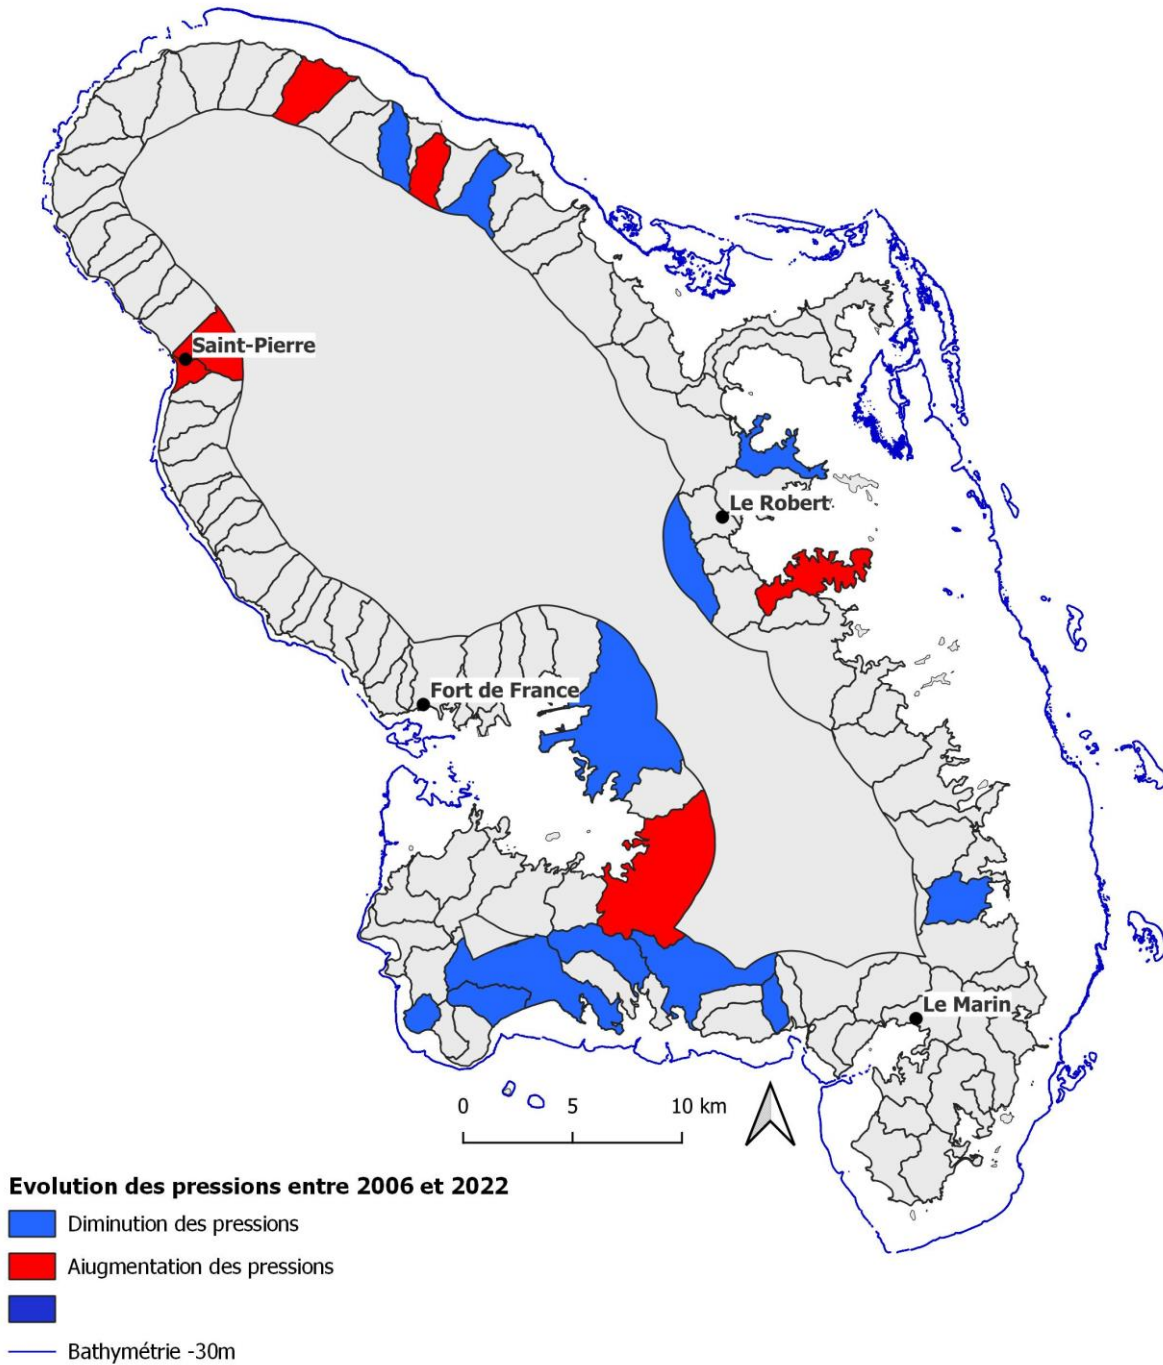 Saint-Pierre
Le Robert
Fort de France
Le Marin
0 5 10 km
Evolution des pressions entre 2006 et 2022
Diminution des pressions
Aiugmentation des pressions
Bathymétrie -30m